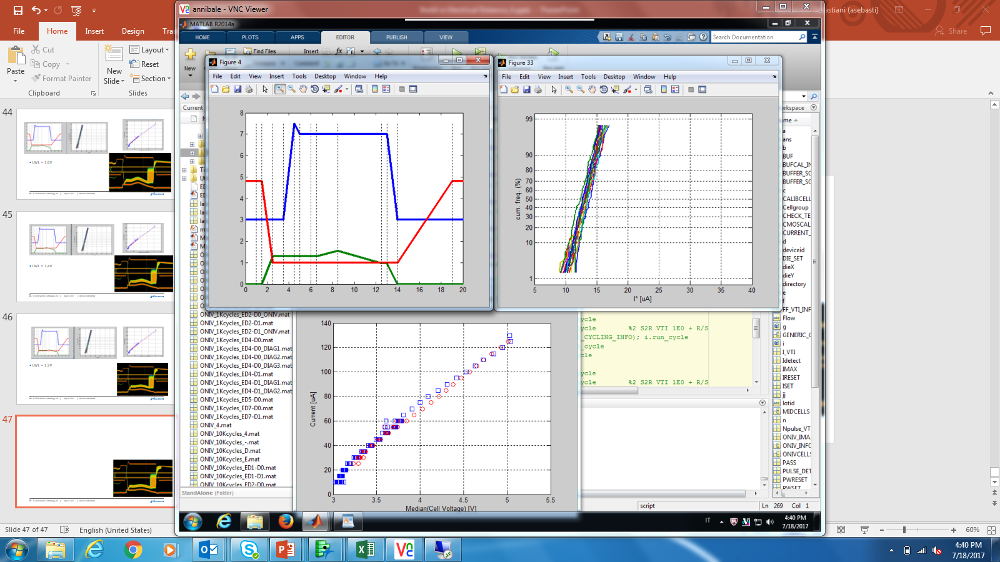 annibale - VNC Viewer
astiani (asebasti)
MATLAB R2014a
File Home Insert Design Tra
Share
HOME PLOTS APPS EDITOR PUBLISH VIEW
Search Documentation
Cut
Copy
Format Painter
Paste
Clipboard
New
Slide
Layout
Reset
Section
Slides
New
Find Files
Insert
fx
Current
Figure 4
File Edit View Insert Tools Desktop Window Help
8
7
6
5
4
3
2
1
0
0 2 4 6 8 10 12 14 16 18 20
Figure 33
File Edit View Insert Tools Desktop Window Help
99
90
80
70
60
50
40
30
20
10
1
cum. freq. (%)
5 10 15 20 25 30 35 40
I* [uA]
44
LWL = 1.6V
45
LWL = 1.4V
46
LWL = 1.2V
47
ONIV_1Kcycles_ED2-D0_ONIV.mat
ONIV_1Kcycles_ED2-D1.mat
ONIV_1Kcycles_ED2-D1_ONIV.mat
ONIV_1Kcycles_ED4-D0.mat
ONIV_1Kcycles_ED4-D0_DIAG1.mat
ONIV_1Kcycles_ED4-D0_DIAG2.mat
ONIV_1Kcycles_ED4-D0_DIAG3.mat
ONIV_1Kcycles_ED4-D1.mat
ONIV_1Kcycles_ED4-D1_DIAG1.mat
ONIV_1Kcycles_ED4-D1_DIAG2.mat
ONIV_1Kcycles_ED5-D0.mat
ONIV_1Kcycles_ED7-D0.mat
ONIV_1Kcycles_ED7-D1.mat
ONIV_4.mat
ONIV_10Kcycles_4.mat
ONIV_10Kcycles_-.mat
ONIV_10Kcycles_D.mat
ONIV_10Kcycles_E.mat
ONIV_10Kcycles_ED1-D0.mat
ONIV_10Kcycles_ED1-D1.mat
ONIV_10Kcycles_ED2-D0.mat
StandAlone (Folder)
140
120
100
80
60
40
20
0
Current [uA]
3 3.5 4 4.5 5 5.5
Median(Cell Voltage) [V]
ycle
ycle %2 S2R VTI 1E0 + R/S
_CYCLING_INFO); i.run_cycle
_cycle
cle
ycle
ycle %2 S2R VTI 1E0 + R/S
orkspace
me
a
ans
b
BUF
BUFCAL_IN
BUFFER_SC
BUFFER_SC
c
CALIBCELL
Cellgroup
CHECK_TE
CMOSCAL
CURRENT_
d
deviceid
DIE_SET
dieX
dieY
directory
e
f
FF_VTI_INF
Flow
g
GENERIC_C
i
I_VTI
Idetect
IMAX
IRESET
ISET
jj
lotid
MIDCELLS
n
Npulse_VT
ONIV_IMA
ONIV_INFO
ONIVCELLS
PASS
PULSE_DET
PWRESET
PWSET
script
Ln 269 Col 1
IT
4:40 PM
7/18/2017
Slide 47 of 47
English (United States)
60%
4:40 PM
7/18/2017